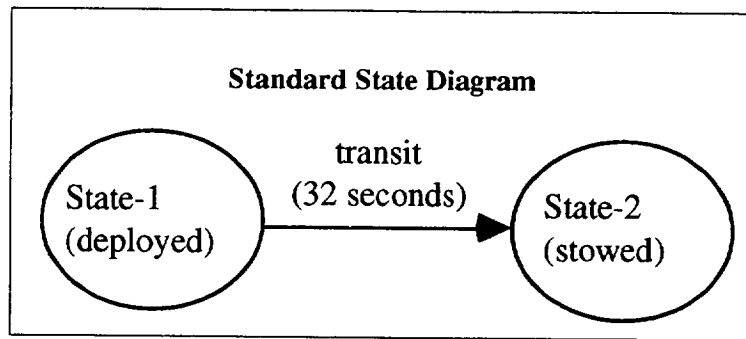 Standard State Diagram
transit
(32 seconds)
State-1
(deployed)
State-2
(stowed)